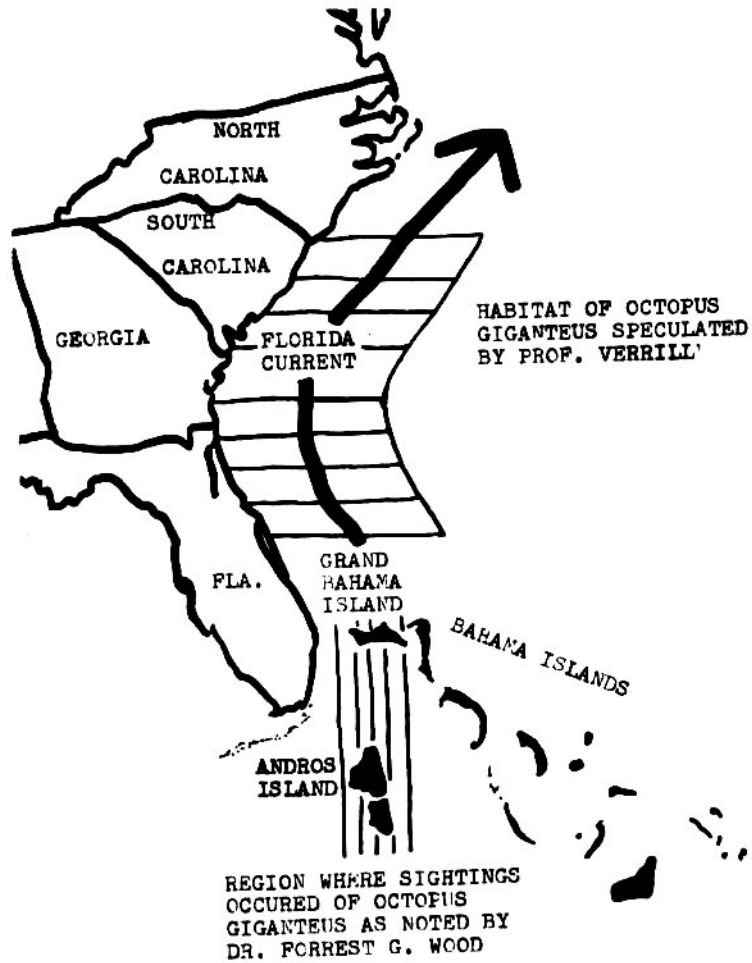 NORTH
CAROLINA
SOUTH
CAROLINA
GEORGIA
FLORIDA
CURRENT
HABITAT OF OCTOPUS
GIGANTEUS SPECULATED
BY PROF. VERRILL'
FLA.
GRAND
BAHAMA
ISLAND
BAHAMA ISLANDS
ANDROS
ISLAND
REGION WHERE SIGHTINGS
OCCURED OF OCTOPUS
GIGANTEUS AS NOTED BY
DR. FORREST G. WOOD